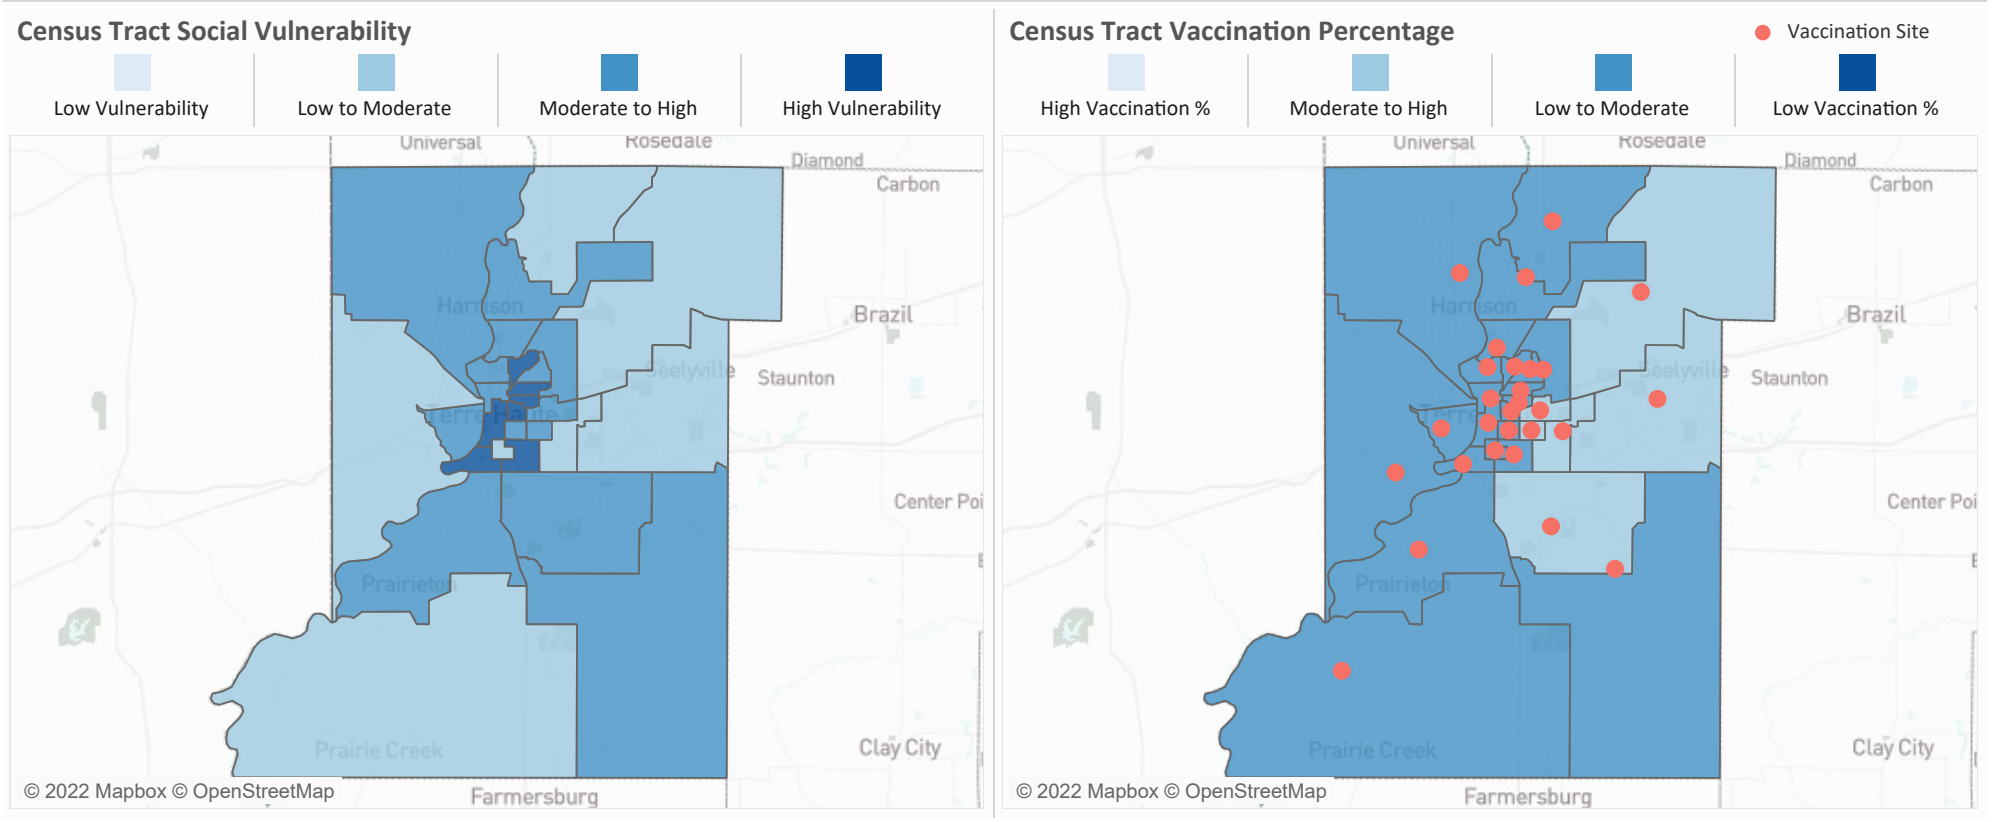 Census Tract Social Vulnerability
Low Vulnerability
Low to Moderate
Moderate to High
High Vulnerability
Universal
Rosedale
Diamond
Carbon
Harrison
Brazil
Seelyville
Staunton
Terre Haute
Center Poi
Prairieton
Prairie Creek
Clay City
Farmersburg
© 2022 Mapbox © OpenStreetMap
Census Tract Vaccination Percentage
Vaccination Site
High Vaccination %
Moderate to High
Low to Moderate
Low Vaccination %
Universal
Rosedale
Diamond
Carbon
Harrison
Brazil
Seelyville
Staunton
Terre
Center Poi
Prairieton
Prairie Creek
Clay City
Farmersburg
© 2022 Mapbox © OpenStreetMap